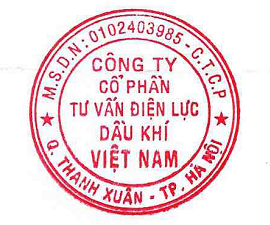 M.S.D.N: 0102403985 - C.T.C.P
CÔNG TY
CỔ PHẦN
TƯ VẤN ĐIỆN LỰC
DẦU KHÍ
VIỆT NAM
★ Q. THANH XUÂN - TP. HÀ NỘI ★